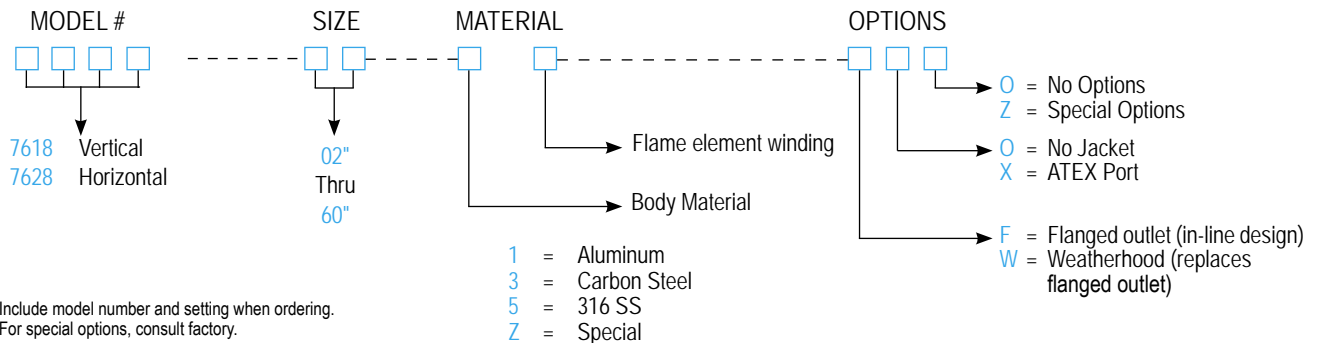 MODEL # SIZE MATERIAL OPTIONS
7618 Vertical
7628 Horizontal
02"
Thru
60"
Flame element winding
Body Material
1 = Aluminum
3 = Carbon Steel
5 = 316 SS
Z = Special
O = No Options
Z = Special Options
O = No Jacket
X = ATEX Port
F = Flanged outlet (in-line design)
W = Weatherhood (replaces
flanged outlet)
Include model number and setting when ordering.
For special options, consult factory.